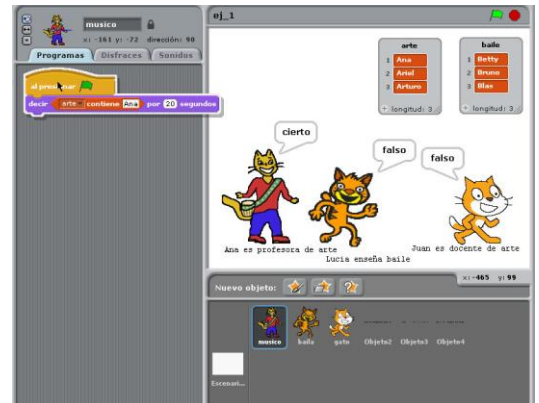 musico
x: -161 y: -72 dirección: 90
Programas Disfraces Sonidos
al presionar
decir arte contiene Ana por 20 segundos
ej_1
arte
1 Ana
2 Ariel
3 Arturo
+ longitud: 3
baile
1 Betty
2 Bruno
3 Blas
+ longitud: 3
cierto
falso
falso
Ana es profesora de arte
Lucia enseña baile
Juan es docente de arte
x: -465 y: 99
Nuevo objeto:
musico baila gato Objeto2 Objeto3 Objeto4
Escenari...